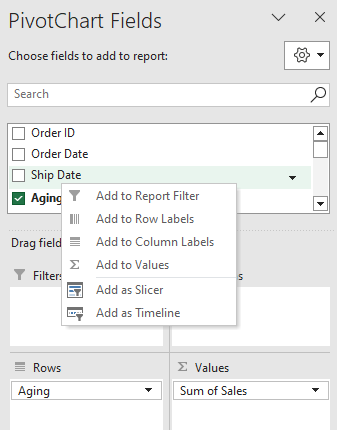 PivotChart Fields
Choose fields to add to report:
Search
Order ID
Order Date
Ship Date
Aging
Add to Report Filter
Add to Row Labels
Add to Column Labels
Add to Values
Add as Slicer
Add as Timeline
Drag field
Filters
s
Rows
Σ Values
Aging
Sum of Sales